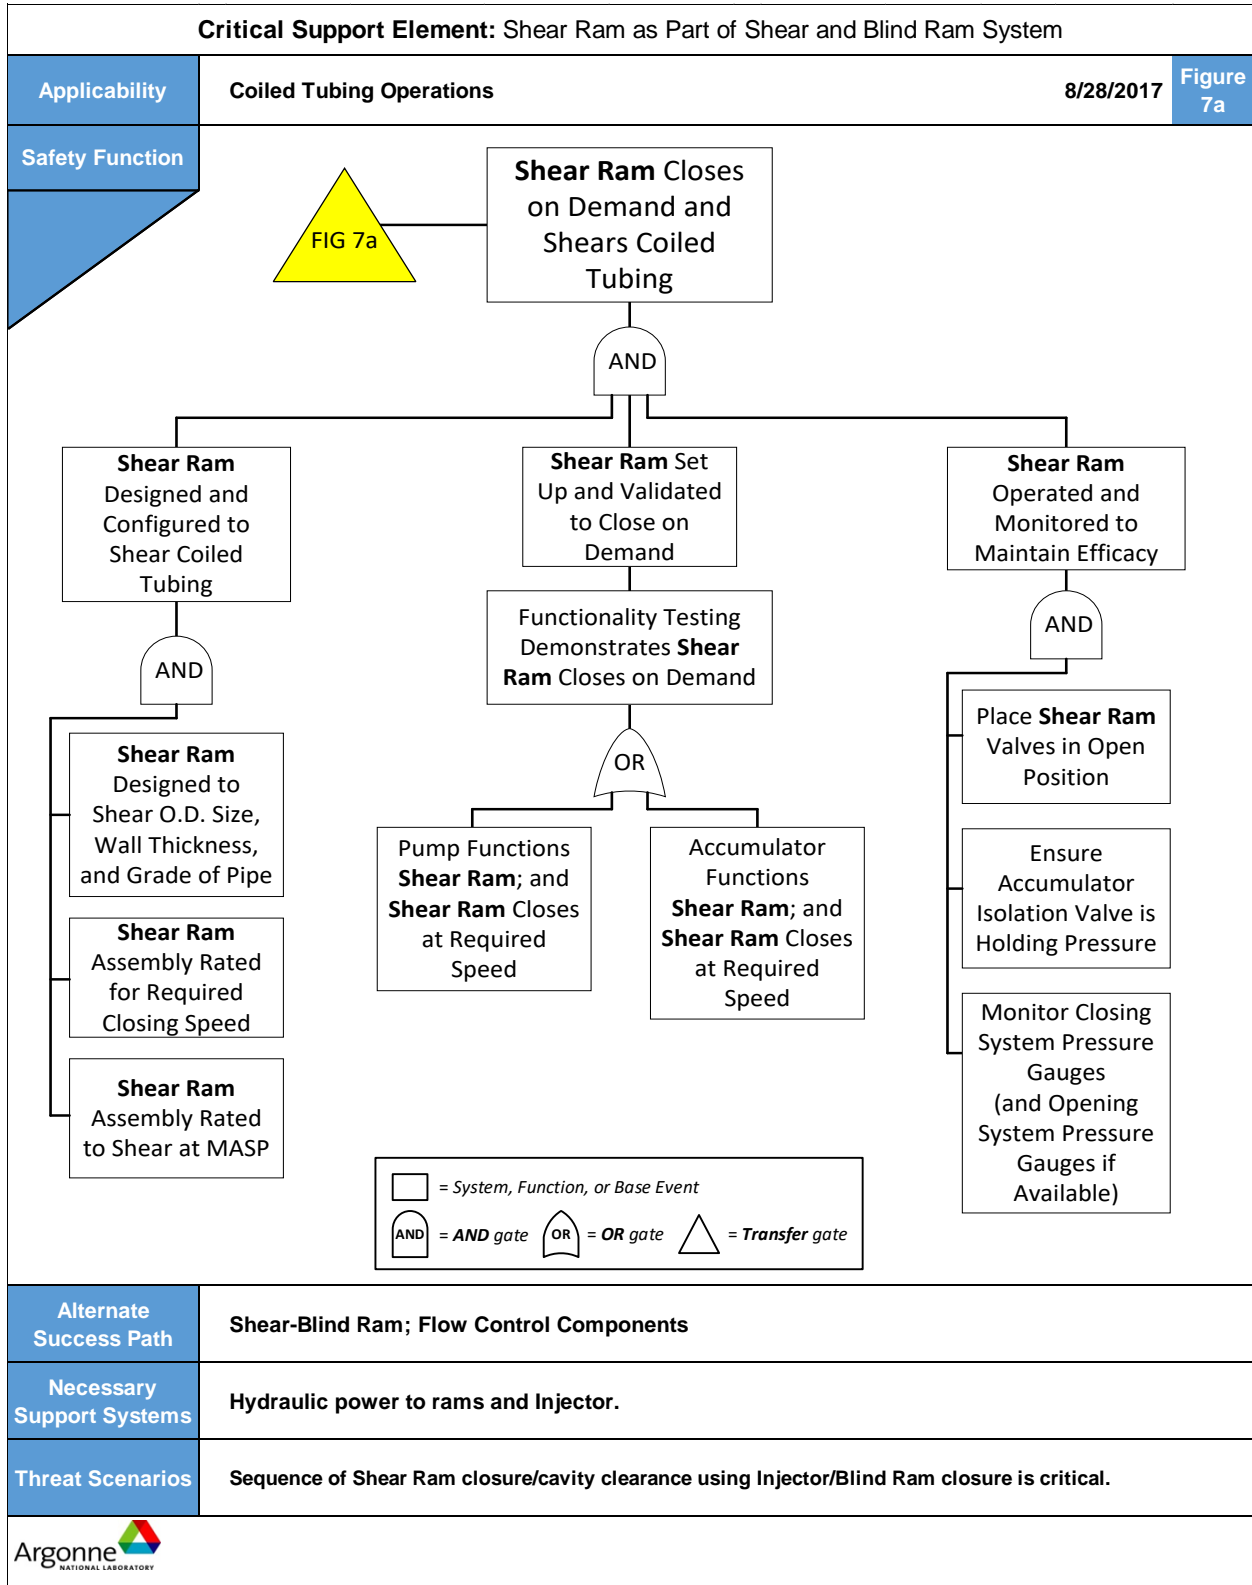 Critical Support Element: Shear Ram as Part of Shear and Blind Ram System
Applicability
Coiled Tubing Operations
8/28/2017
Figure
7a
Safety Function
FIG 7a
Shear Ram Closes
on Demand and
Shears Coiled
Tubing
AND
Shear Ram
Designed and
Configured to
Shear Coiled
Tubing
AND
Shear Ram
Designed to
Shear O.D. Size,
Wall Thickness,
and Grade of Pipe
Shear Ram
Assembly Rated
for Required
Closing Speed
Shear Ram
Assembly Rated
to Shear at MASP
Shear Ram Set
Up and Validated
to Close on
Demand
Functionality Testing
Demonstrates Shear
Ram Closes on Demand
OR
Pump Functions
Shear Ram; and
Shear Ram Closes
at Required
Speed
Accumulator
Functions
Shear Ram; and
Shear Ram Closes
at Required
Speed
Shear Ram
Operated and
Monitored to
Maintain Efficacy
AND
Place Shear Ram
Valves in Open
Position
Ensure
Accumulator
Isolation Valve is
Holding Pressure
Monitor Closing
System Pressure
Gauges
(and Opening
System Pressure
Gauges if
Available)
= System, Function, or Base Event
AND = AND gate OR = OR gate = Transfer gate
Alternate
Success Path
Shear-Blind Ram; Flow Control Components
Necessary
Support Systems
Hydraulic power to rams and Injector.
Threat Scenarios
Sequence of Shear Ram closure/cavity clearance using Injector/Blind Ram closure is critical.
Argonne
NATIONAL LABORATORY